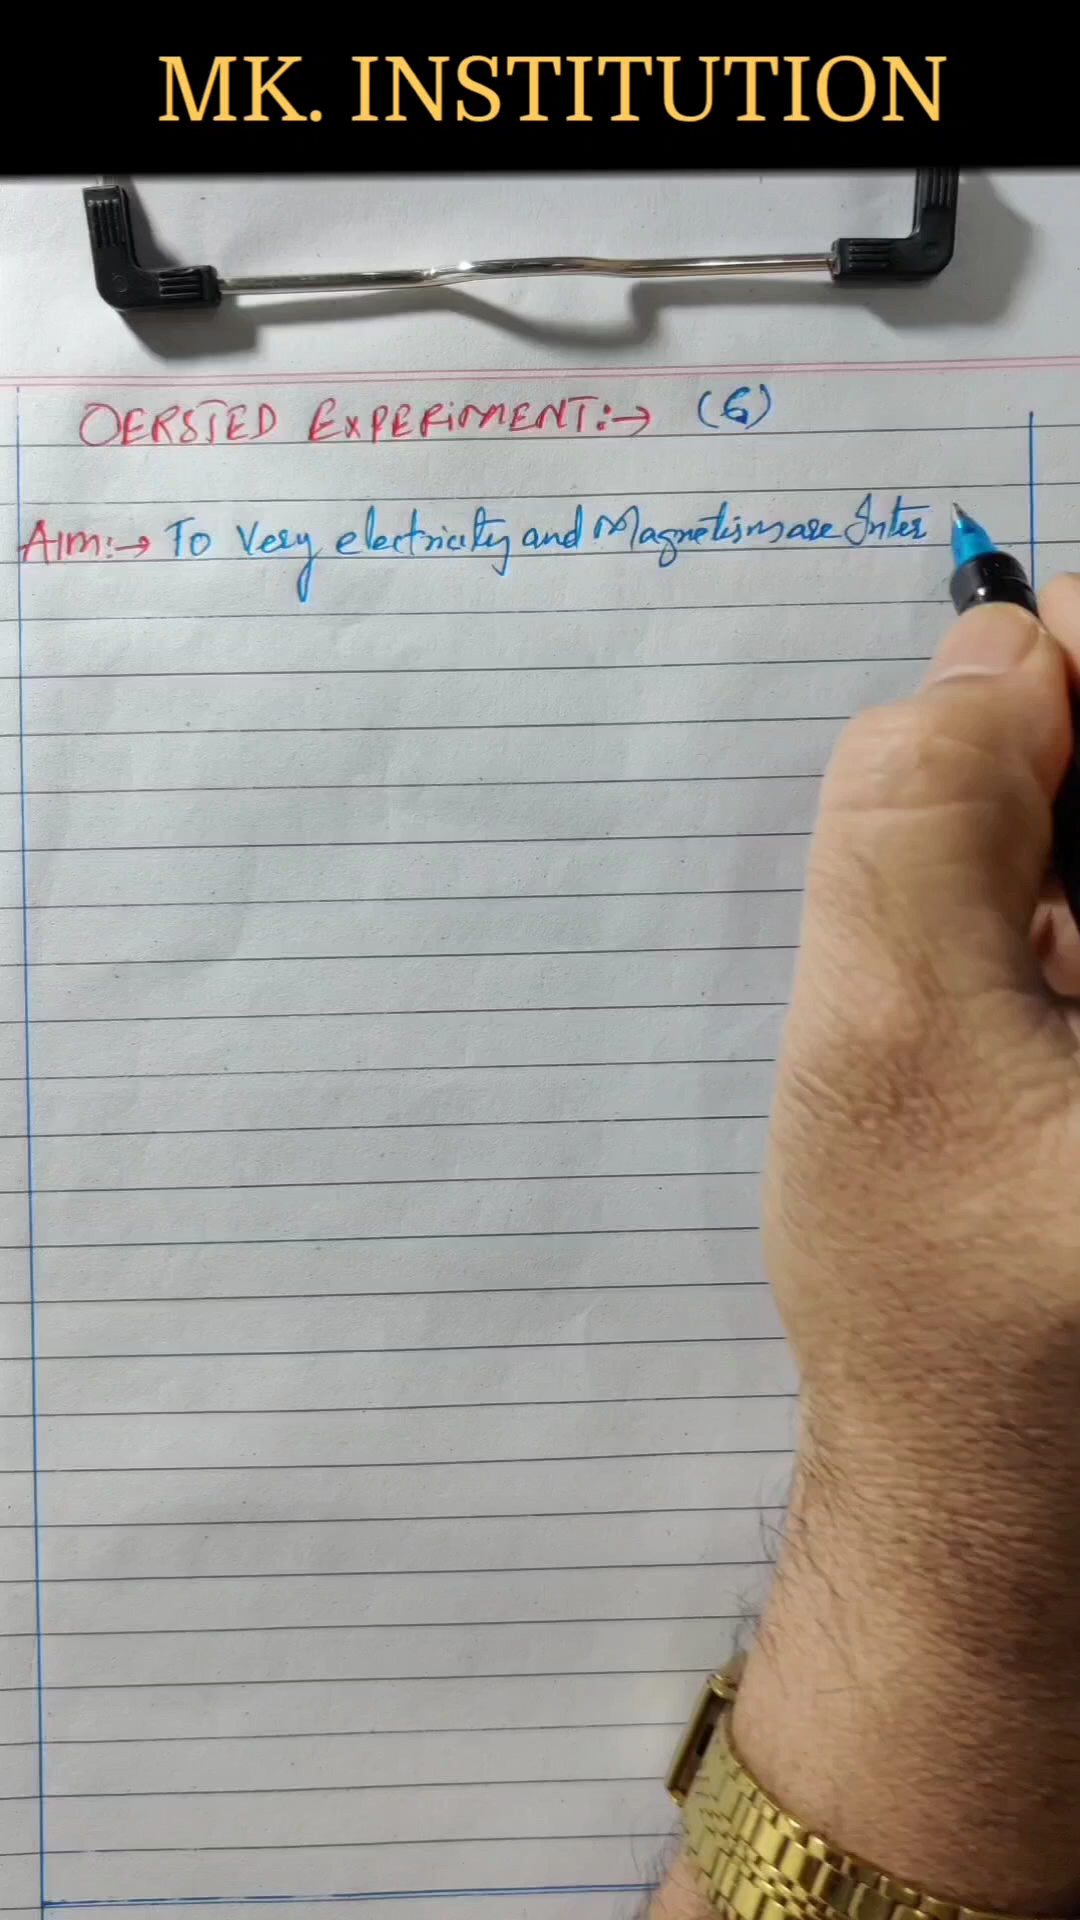 MK. INSTITUTION
OERSTED EXPERIMENT:→ (6)
AIM:→ To Very electricity and Magnetism are Inter